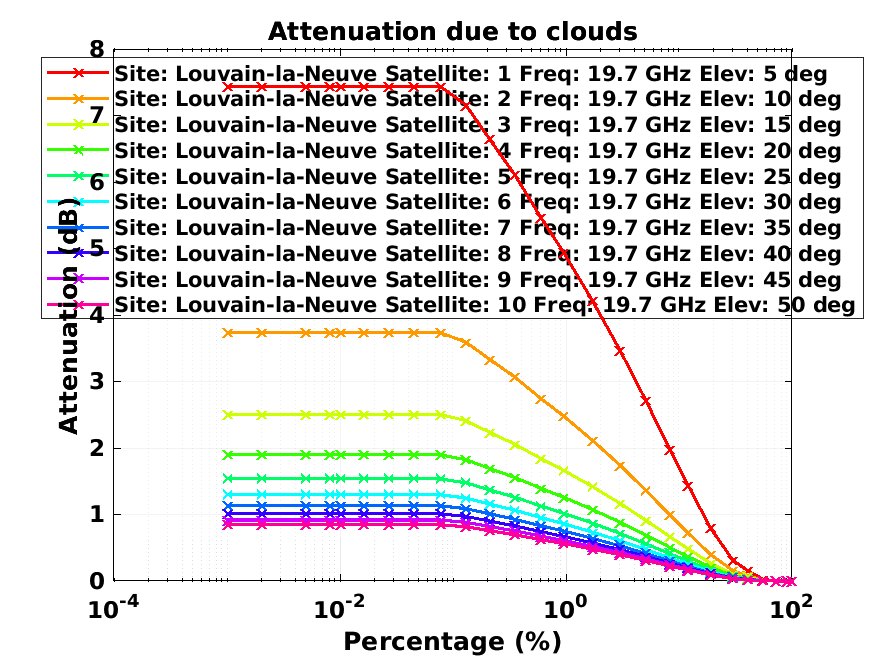 Attenuation due to clouds
8
Site: Louvain-la-Neuve Satellite: 1 Freq: 19.7 GHz Elev: 5 deg
Site: Louvain-la-Neuve Satellite: 2 Freq: 19.7 GHz Elev: 10 deg
7
Site: Louvain-la-Neuve Satellite: 3 Freq: 19.7 GHz Elev: 15 deg
Site: Louvain-la-Neuve Satellite: 4 Freq: 19.7 GHz Elev: 20 deg
Site: Louvain-la-Neuve Satellite: 5 Freq: 19.7 GHz Elev: 25 deg
6
Site: Louvain-la-Neuve Satellite: 6 Freq: 19.7 GHz Elev: 30 deg
Site: Louvain-la-Neuve Satellite: 7 Freq: 19.7 GHz Elev: 35 deg
5
Site: Louvain-la-Neuve Satellite: 8 Freq: 19.7 GHz Elev: 40 deg
Site: Louvain-la-Neuve Satellite: 9 Freq: 19.7 GHz Elev: 45 deg
Site: Louvain-la-Neuve Satellite: 10 Freq: 19.7 GHz Elev: 50 deg
4
Attenuation (dB)
3
2
1
0
10^-4 10^-2 10^0 10^2
Percentage (%)